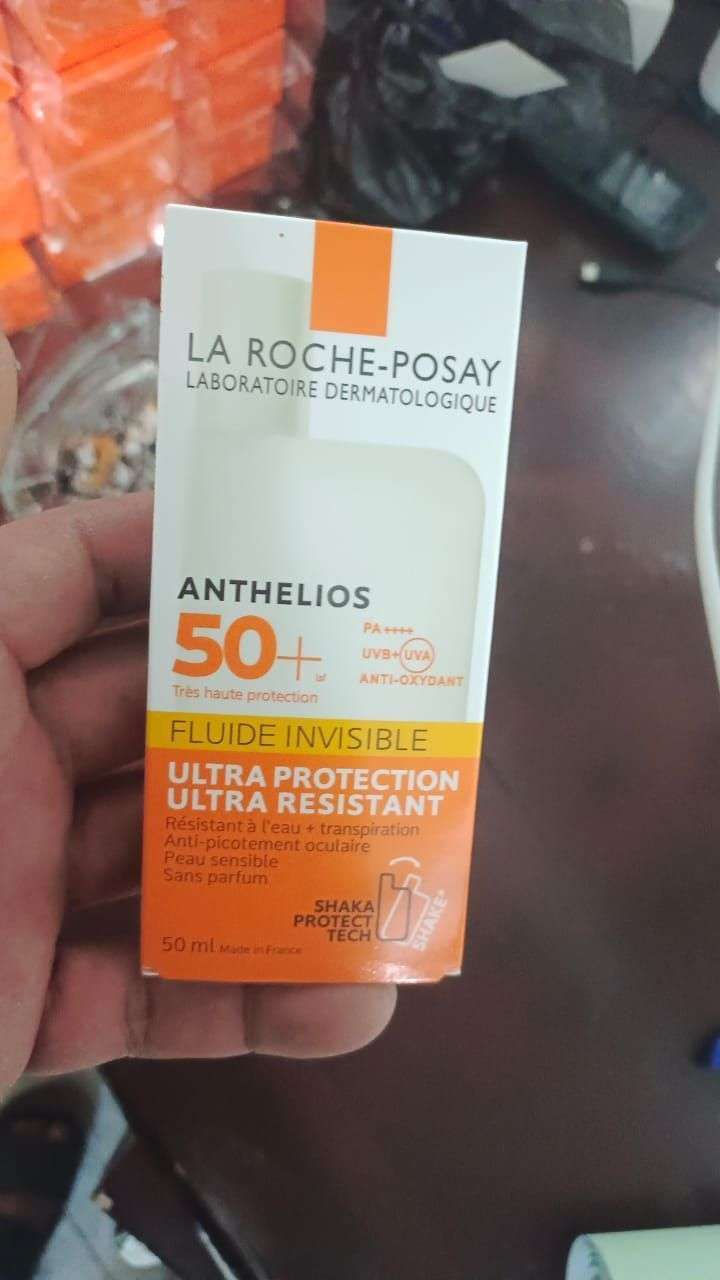 LA ROCHE-POSAY
LABORATOIRE DERMATOLOGIQUE
ANTHELIOS
50+
Très haute protection
PA++++
UVB+UVA
ANTI-OXYDANT
FLUIDE INVISIBLE
ULTRA PROTECTION
ULTRA RESISTANT
Résistant à l'eau + transpiration
Anti-picotement oculaire
Peau sensible
Sans parfum
SHAKA
PROTECT
TECH
SHAKE*
50 ml Made in France